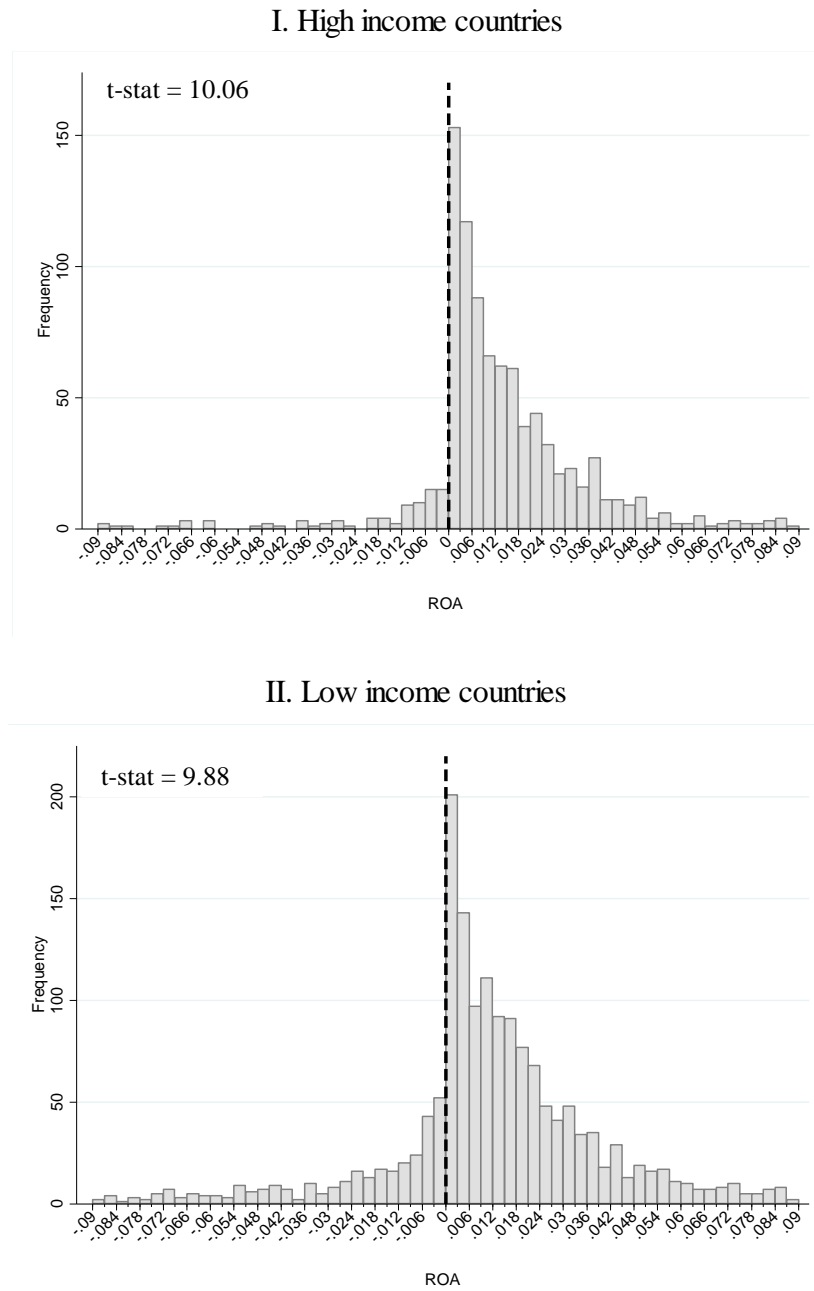 I. High income countries
t-stat = 10.06
150
100
50
0
Frequency
-.09 -.084 -.078 -.072 -.066 -.06 -.054 -.048 -.042 -.036 -.03 -.024 -.018 -.012 -.006 0 .006 .012 .018 .024 .03 .036 .042 .048 .054 .06 .066 .072 .078 .084 .09
ROA
II. Low income countries
t-stat = 9.88
200
150
100
50
0
Frequency
-.09 -.084 -.078 -.072 -.066 -.06 -.054 -.048 -.042 -.036 -.03 -.024 -.018 -.012 -.006 0 .006 .012 .018 .024 .03 .036 .042 .048 .054 .06 .066 .072 .078 .084 .09
ROA